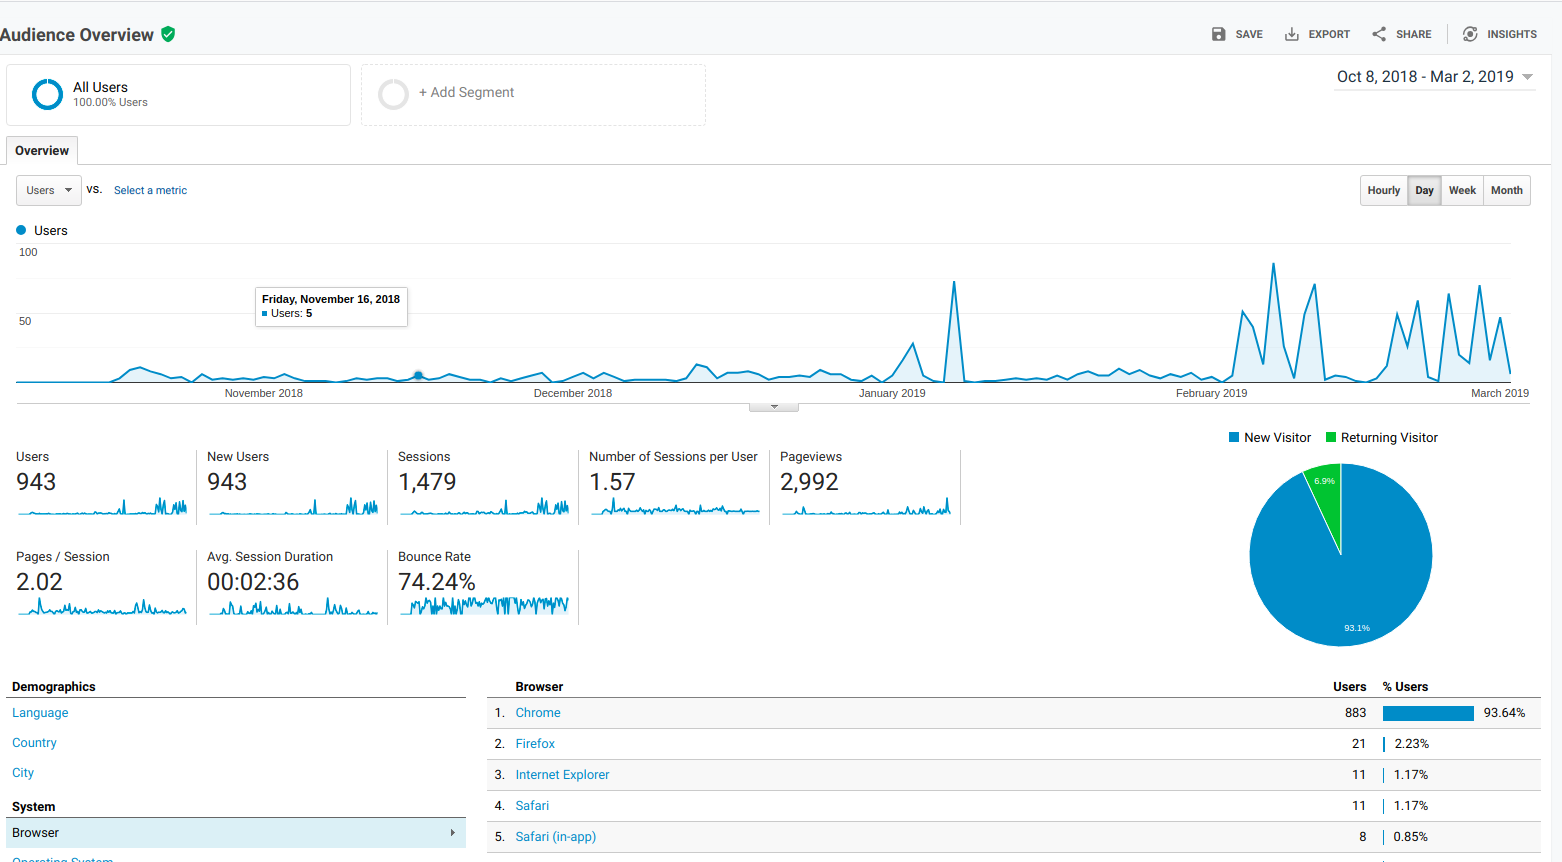 Audience Overview
SAVE
EXPORT
SHARE
INSIGHTS
All Users
100.00% Users
+ Add Segment
Oct 8, 2018 - Mar 2, 2019
Overview
Users
VS.
Select a metric
Hourly
Day
Week
Month
Users
100
50
Friday, November 16, 2018
Users: 5
November 2018
December 2018
January 2019
February 2019
March 2019
Users
943
New Users
943
Sessions
1,479
Number of Sessions per User
1.57
Pageviews
2,992
Pages / Session
2.02
Avg. Session Duration
00:02:36
Bounce Rate
74.24%
New Visitor
Returning Visitor
6.9%
93.1%
Demographics
Language
Country
City
System
Browser
Operating System
Browser Users % Users
1. Chrome 883 93.64%
2. Firefox 21 2.23%
3. Internet Explorer 11 1.17%
4. Safari 11 1.17%
5. Safari (in-app) 8 0.85%